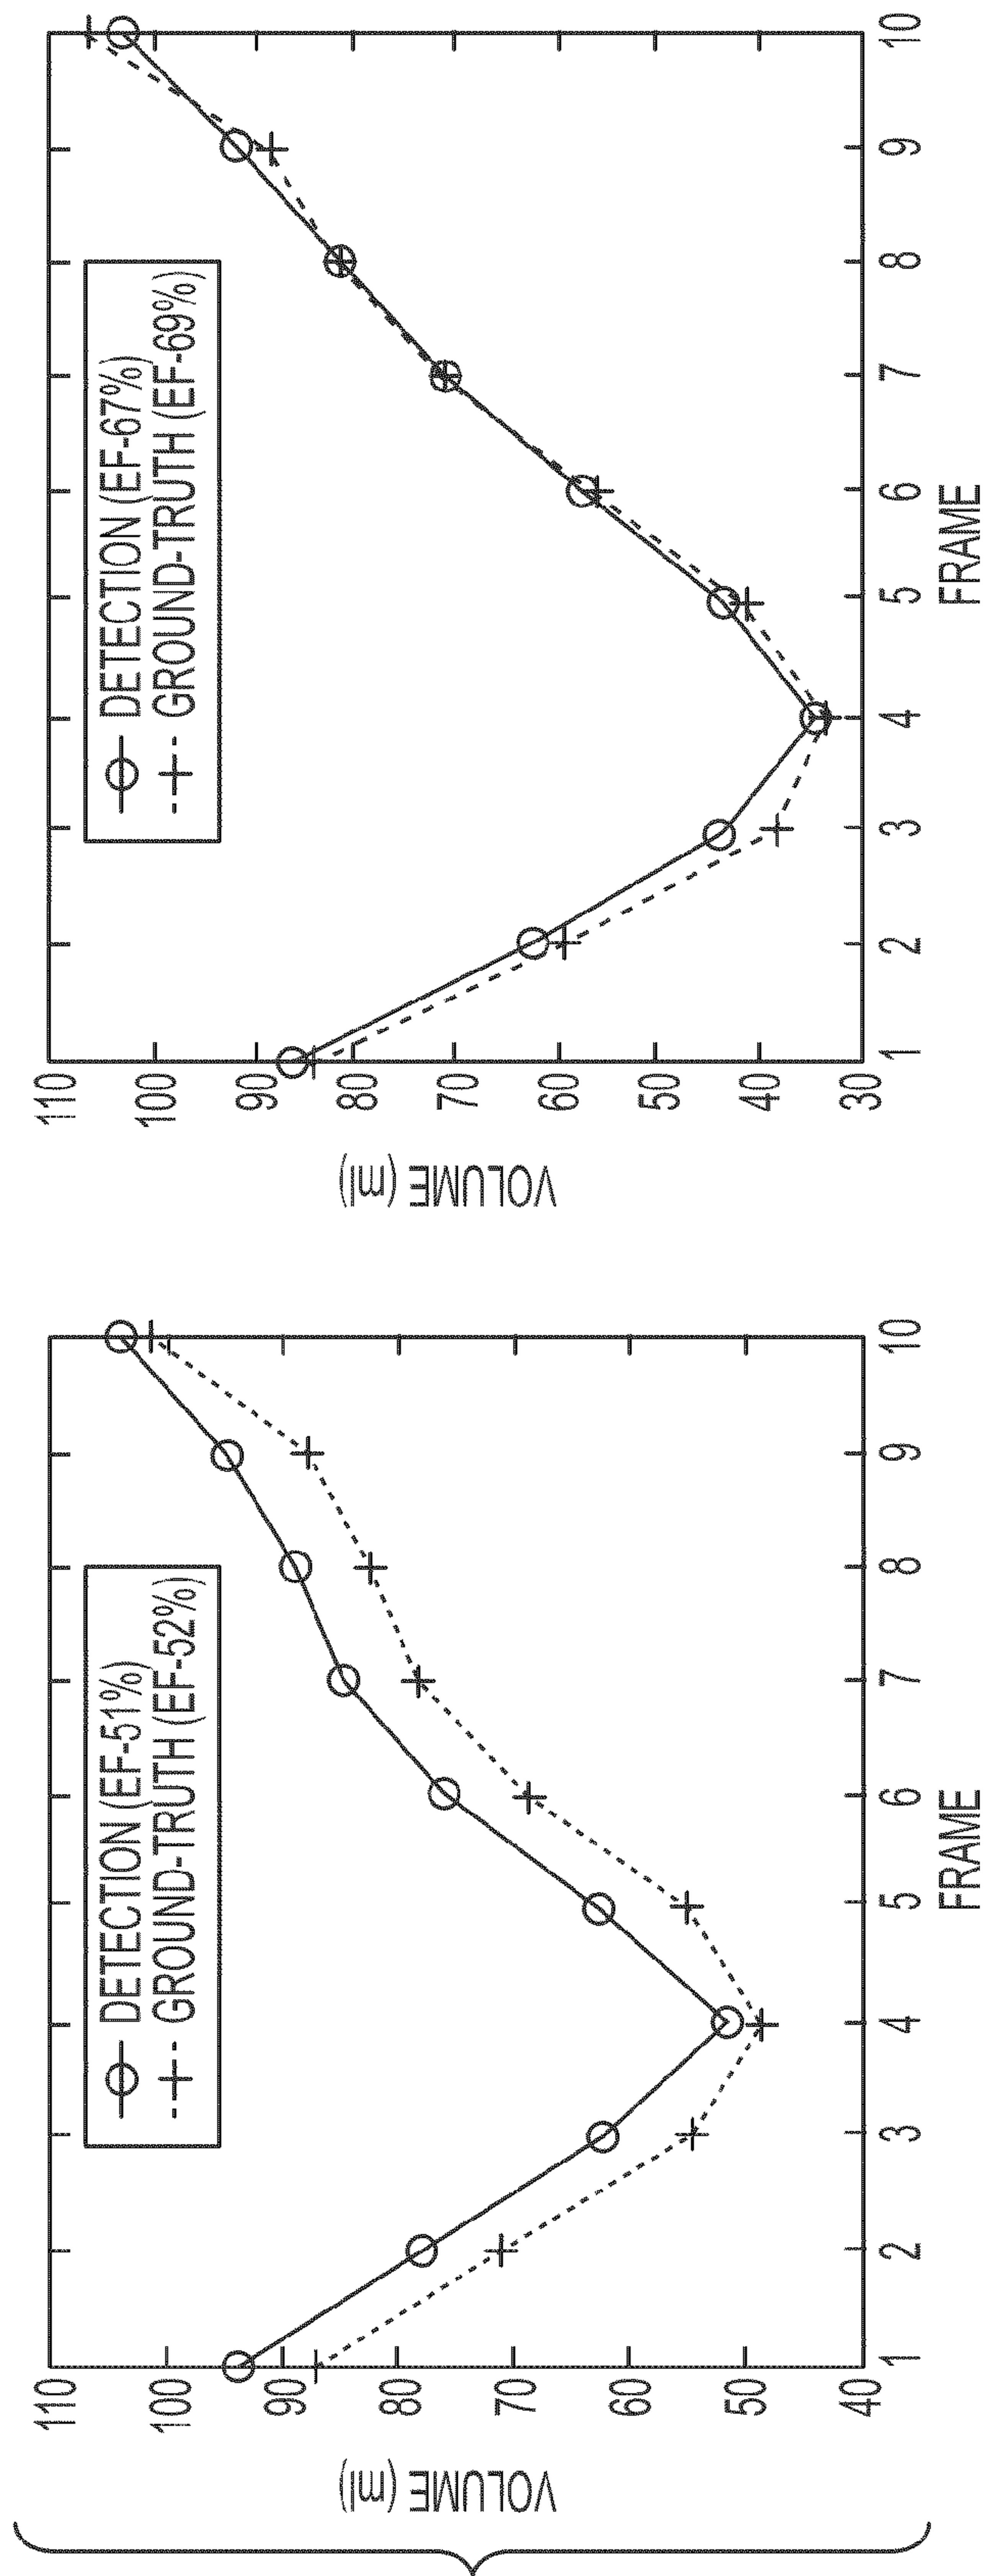 DETECTION (EF-51%)
GROUND-TRUTH (EF-52%)
VOLUME (ml)
110
100
90
80
70
60
50
40
1 2 3 4 5 6 7 8 9 10
FRAME
DETECTION (EF-67%)
GROUND-TRUTH (EF-69%)
VOLUME (ml)
110
100
90
80
70
60
50
40
30
1 2 3 4 5 6 7 8 9 10
FRAME